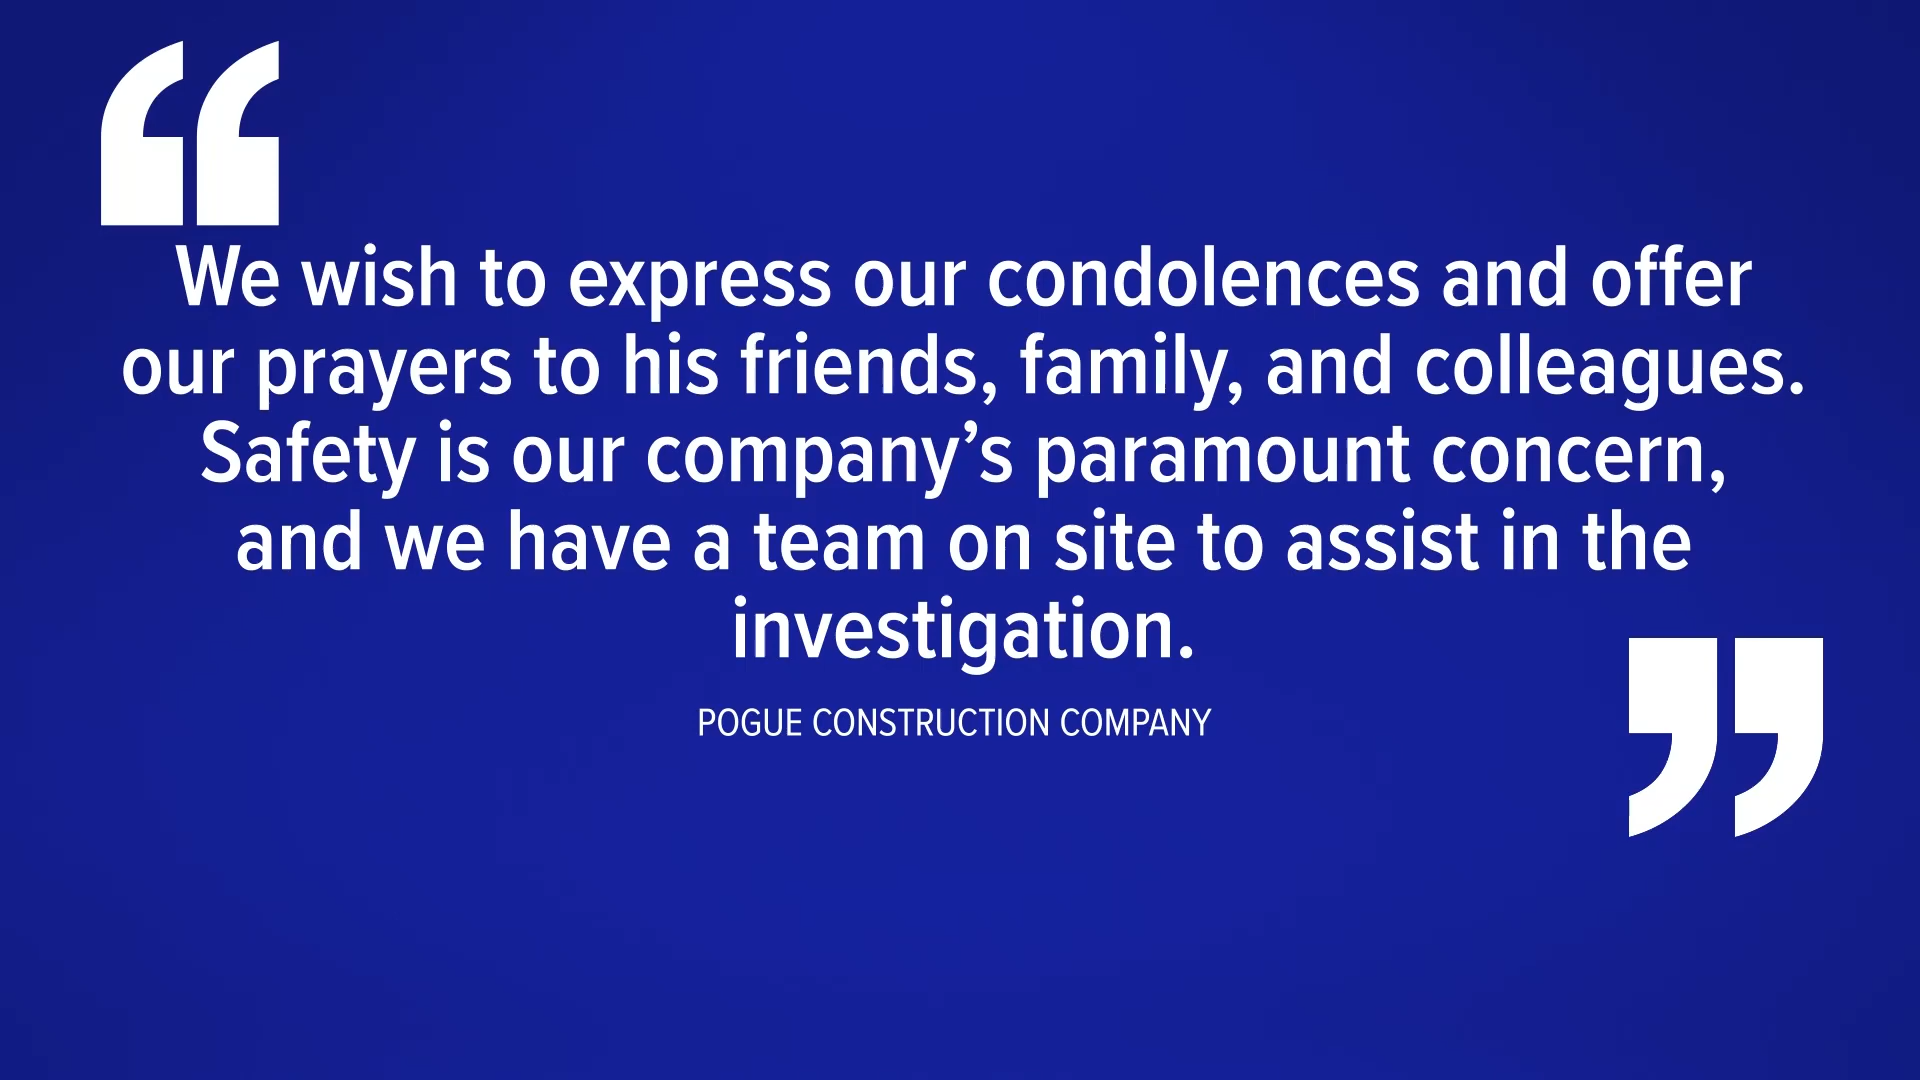 “
We wish to express our condolences and offer
our prayers to his friends, family, and colleagues.
Safety is our company’s paramount concern,
and we have a team on site to assist in the
investigation.
”
POGUE CONSTRUCTION COMPANY